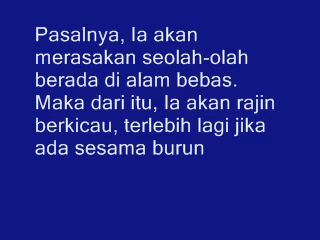 Pasalnya, Ia akan
merasakan seolah-olah
berada di alam bebas.
Maka dari itu, Ia akan rajin
berkicau, terlebih lagi jika
ada sesama burun